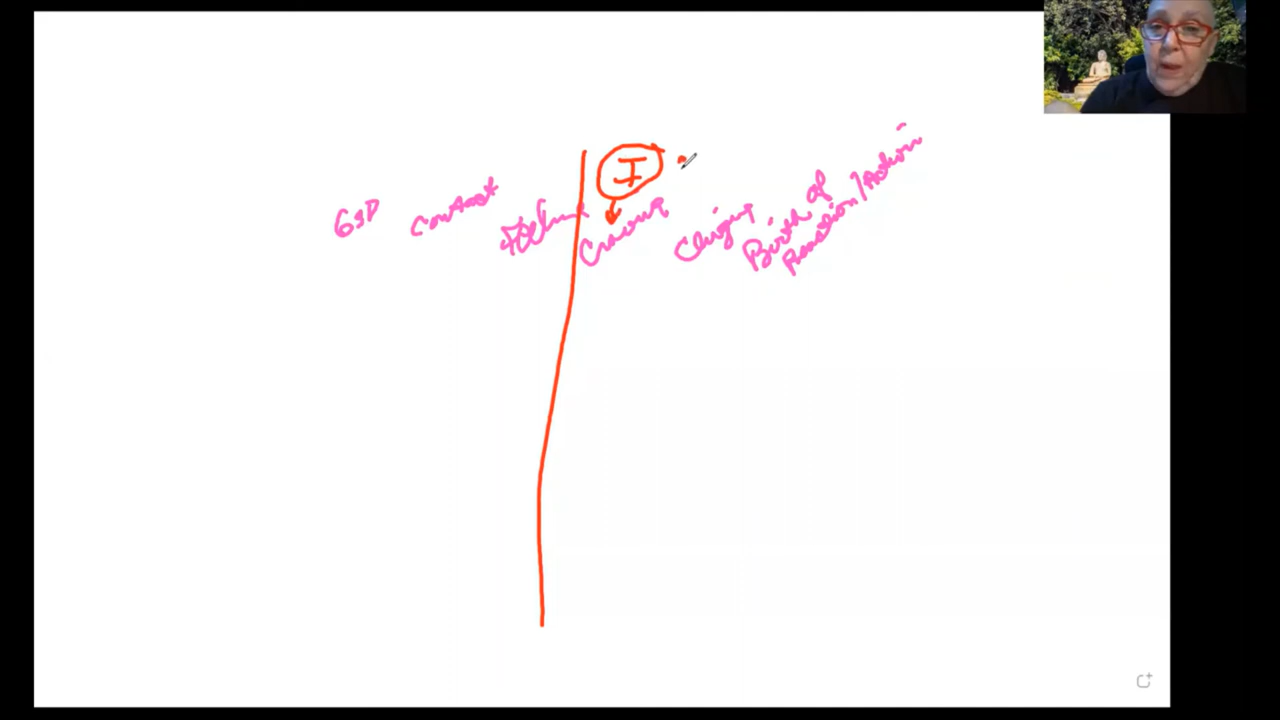 6SD
Contact
Feeling
I
Craving
Clinging
Birth of
Reaction/Action